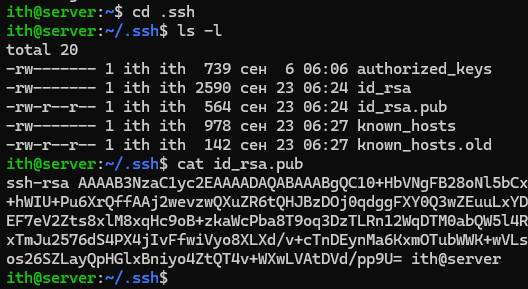 ith@server:~$ cd .ssh
ith@server:~/.ssh$ ls -l
total 20
-rw------- 1 ith ith  739 сен  6 06:06 authorized_keys
-rw------- 1 ith ith 2590 сен 23 06:24 id_rsa
-rw-r--r-- 1 ith ith  564 сен 23 06:24 id_rsa.pub
-rw------- 1 ith ith  978 сен 23 06:27 known_hosts
-rw-r--r-- 1 ith ith  142 сен 23 06:27 known_hosts.old
ith@server:~/.ssh$ cat id_rsa.pub
ssh-rsa AAAAB3NzaC1yc2EAAAADAQABAAABgQC10+HbVNgFB28oNl5bCx
+hWIU+Pu6XrQffAAj2wevzwQXuZR6tQHJBzDOj0qdggFXY0Q3wZEuuLxYD
EF7eV2Zts8xlM8xqHc9oB+zkaWcPba8T9oq3DzTLRn12WqDTM0abQW5l4R
xTmJu2576dS4PX4jIvFfwiVyo8XLXd/v+cTnDEynMa6KxmOTubWWK+wVLs
os26SZLayQpHGlxBniyo4ZtQT4v+WXwLVAtDVd/pp9U= ith@server
ith@server:~/.ssh$